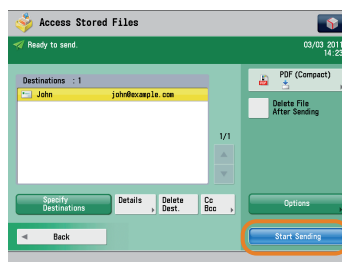 Access Stored Files
Ready to send.
03/03 2011
14:23
Destinations : 1
John john@example.com
1/1
PDF (Compact)
Delete File
After Sending
Specify
Destinations
Details
Delete
Dest.
Cc
Bcc
Options
Back
Start Sending